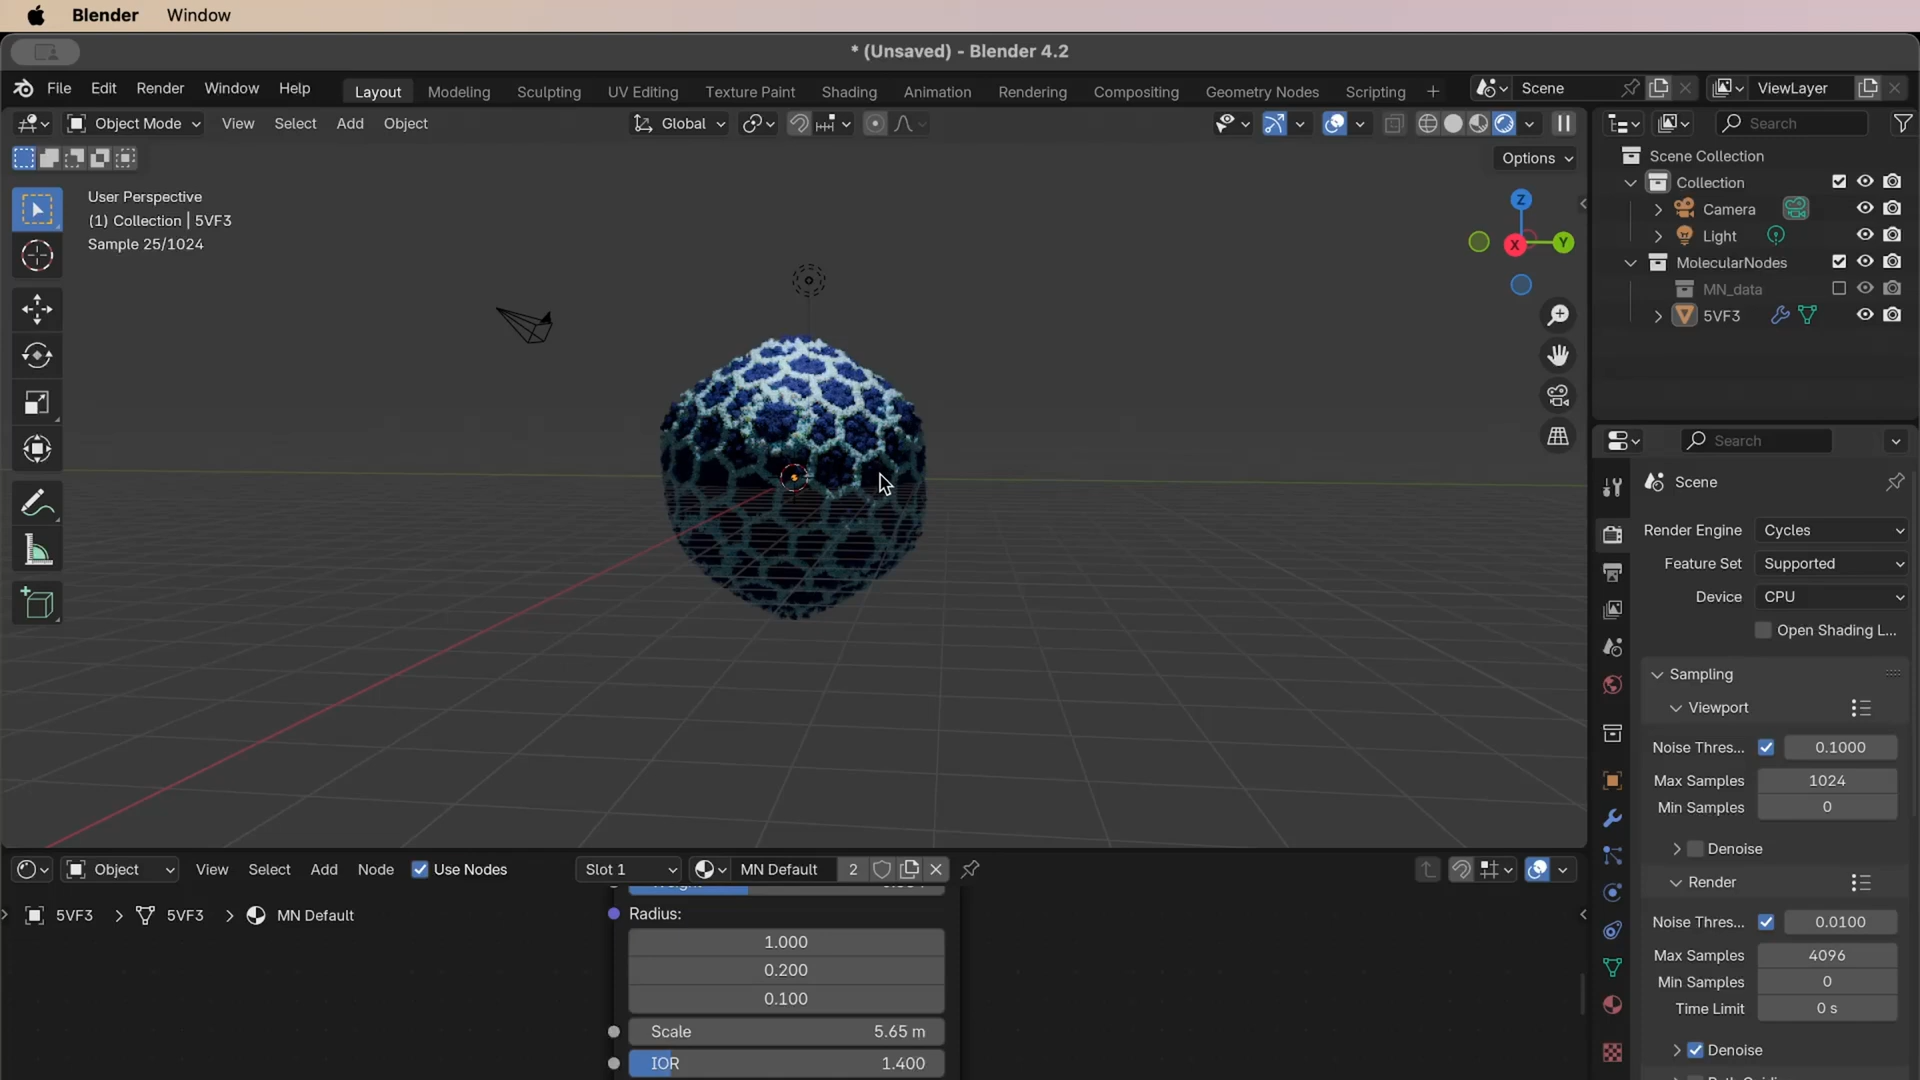 Blender Window
* (Unsaved) - Blender 4.2
File Edit Render Window Help Layout Modeling Sculpting UV Editing Texture Paint Shading Animation Rendering Compositing Geometry Nodes Scripting + Scene ViewLayer
Object Mode View Select Add Object Global Search
Options
User Perspective
(1) Collection | 5VF3
Sample 25/1024
Z
X
Y
Scene Collection
Collection
Camera
Light
MolecularNodes
MN_data
5VF3
Search
Scene
Render Engine Cycles
Feature Set Supported
Device CPU
Open Shading L...
Sampling
Viewport
Noise Thres... 0.1000
Max Samples 1024
Min Samples 0
Denoise
Render
Noise Thres... 0.0100
Max Samples 4096
Min Samples 0
Time Limit 0 s
Denoise
Object View Select Add Node Use Nodes Slot 1 MN Default 2
5VF3 > 5VF3 > MN Default
Radius:
1.000
0.200
0.100
Scale 5.65 m
IOR 1.400